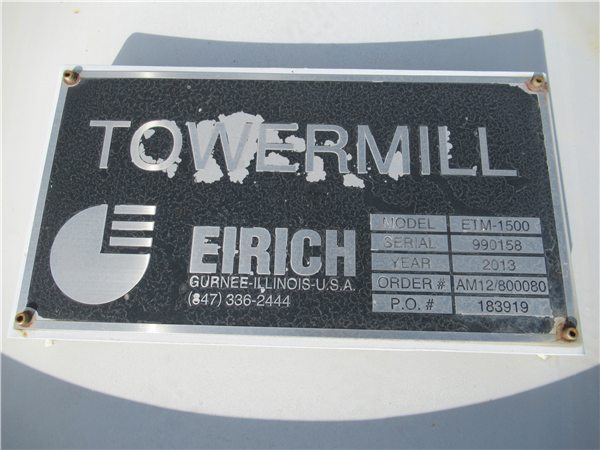 TOWERMILL
EIRICH
GURNEE-ILLINOIS-U.S.A.
(847) 336-2444
MODEL ETM-1500
SERIAL 990158
YEAR 2013
ORDER # AM12/800080
P.O. # 183919